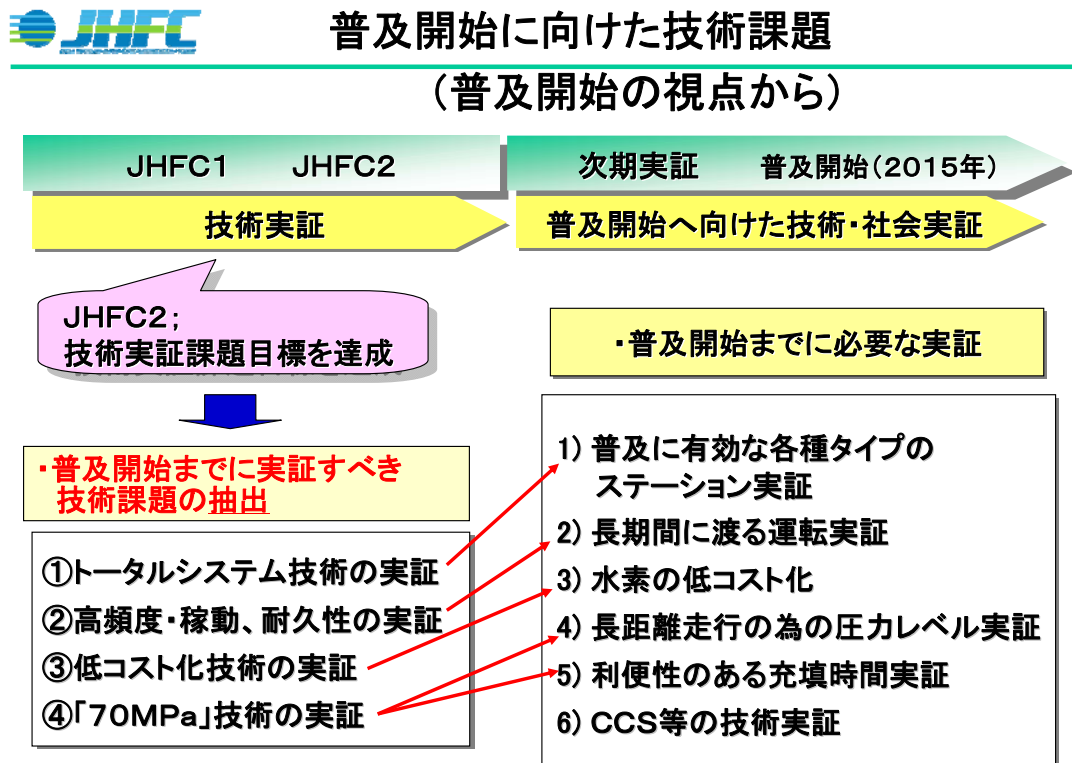 JHFC
普及開始に向けた技術課題
（普及開始の視点から）
JHFC1　JHFC2
次期実証　普及開始（2015年）
技術実証
普及開始へ向けた技術・社会実証
JHFC2；
技術実証課題目標を達成
・普及開始までに必要な実証
・普及開始までに実証すべき
技術課題の抽出
①トータルシステム技術の実証
②高頻度・稼動、耐久性の実証
③低コスト化技術の実証
④「70MPa」技術の実証
1）普及に有効な各種タイプの
ステーション実証
2）長期間に渡る運転実証
3）水素の低コスト化
4）長距離走行の為の圧力レベル実証
5）利便性のある充填時間実証
6）CCS等の技術実証